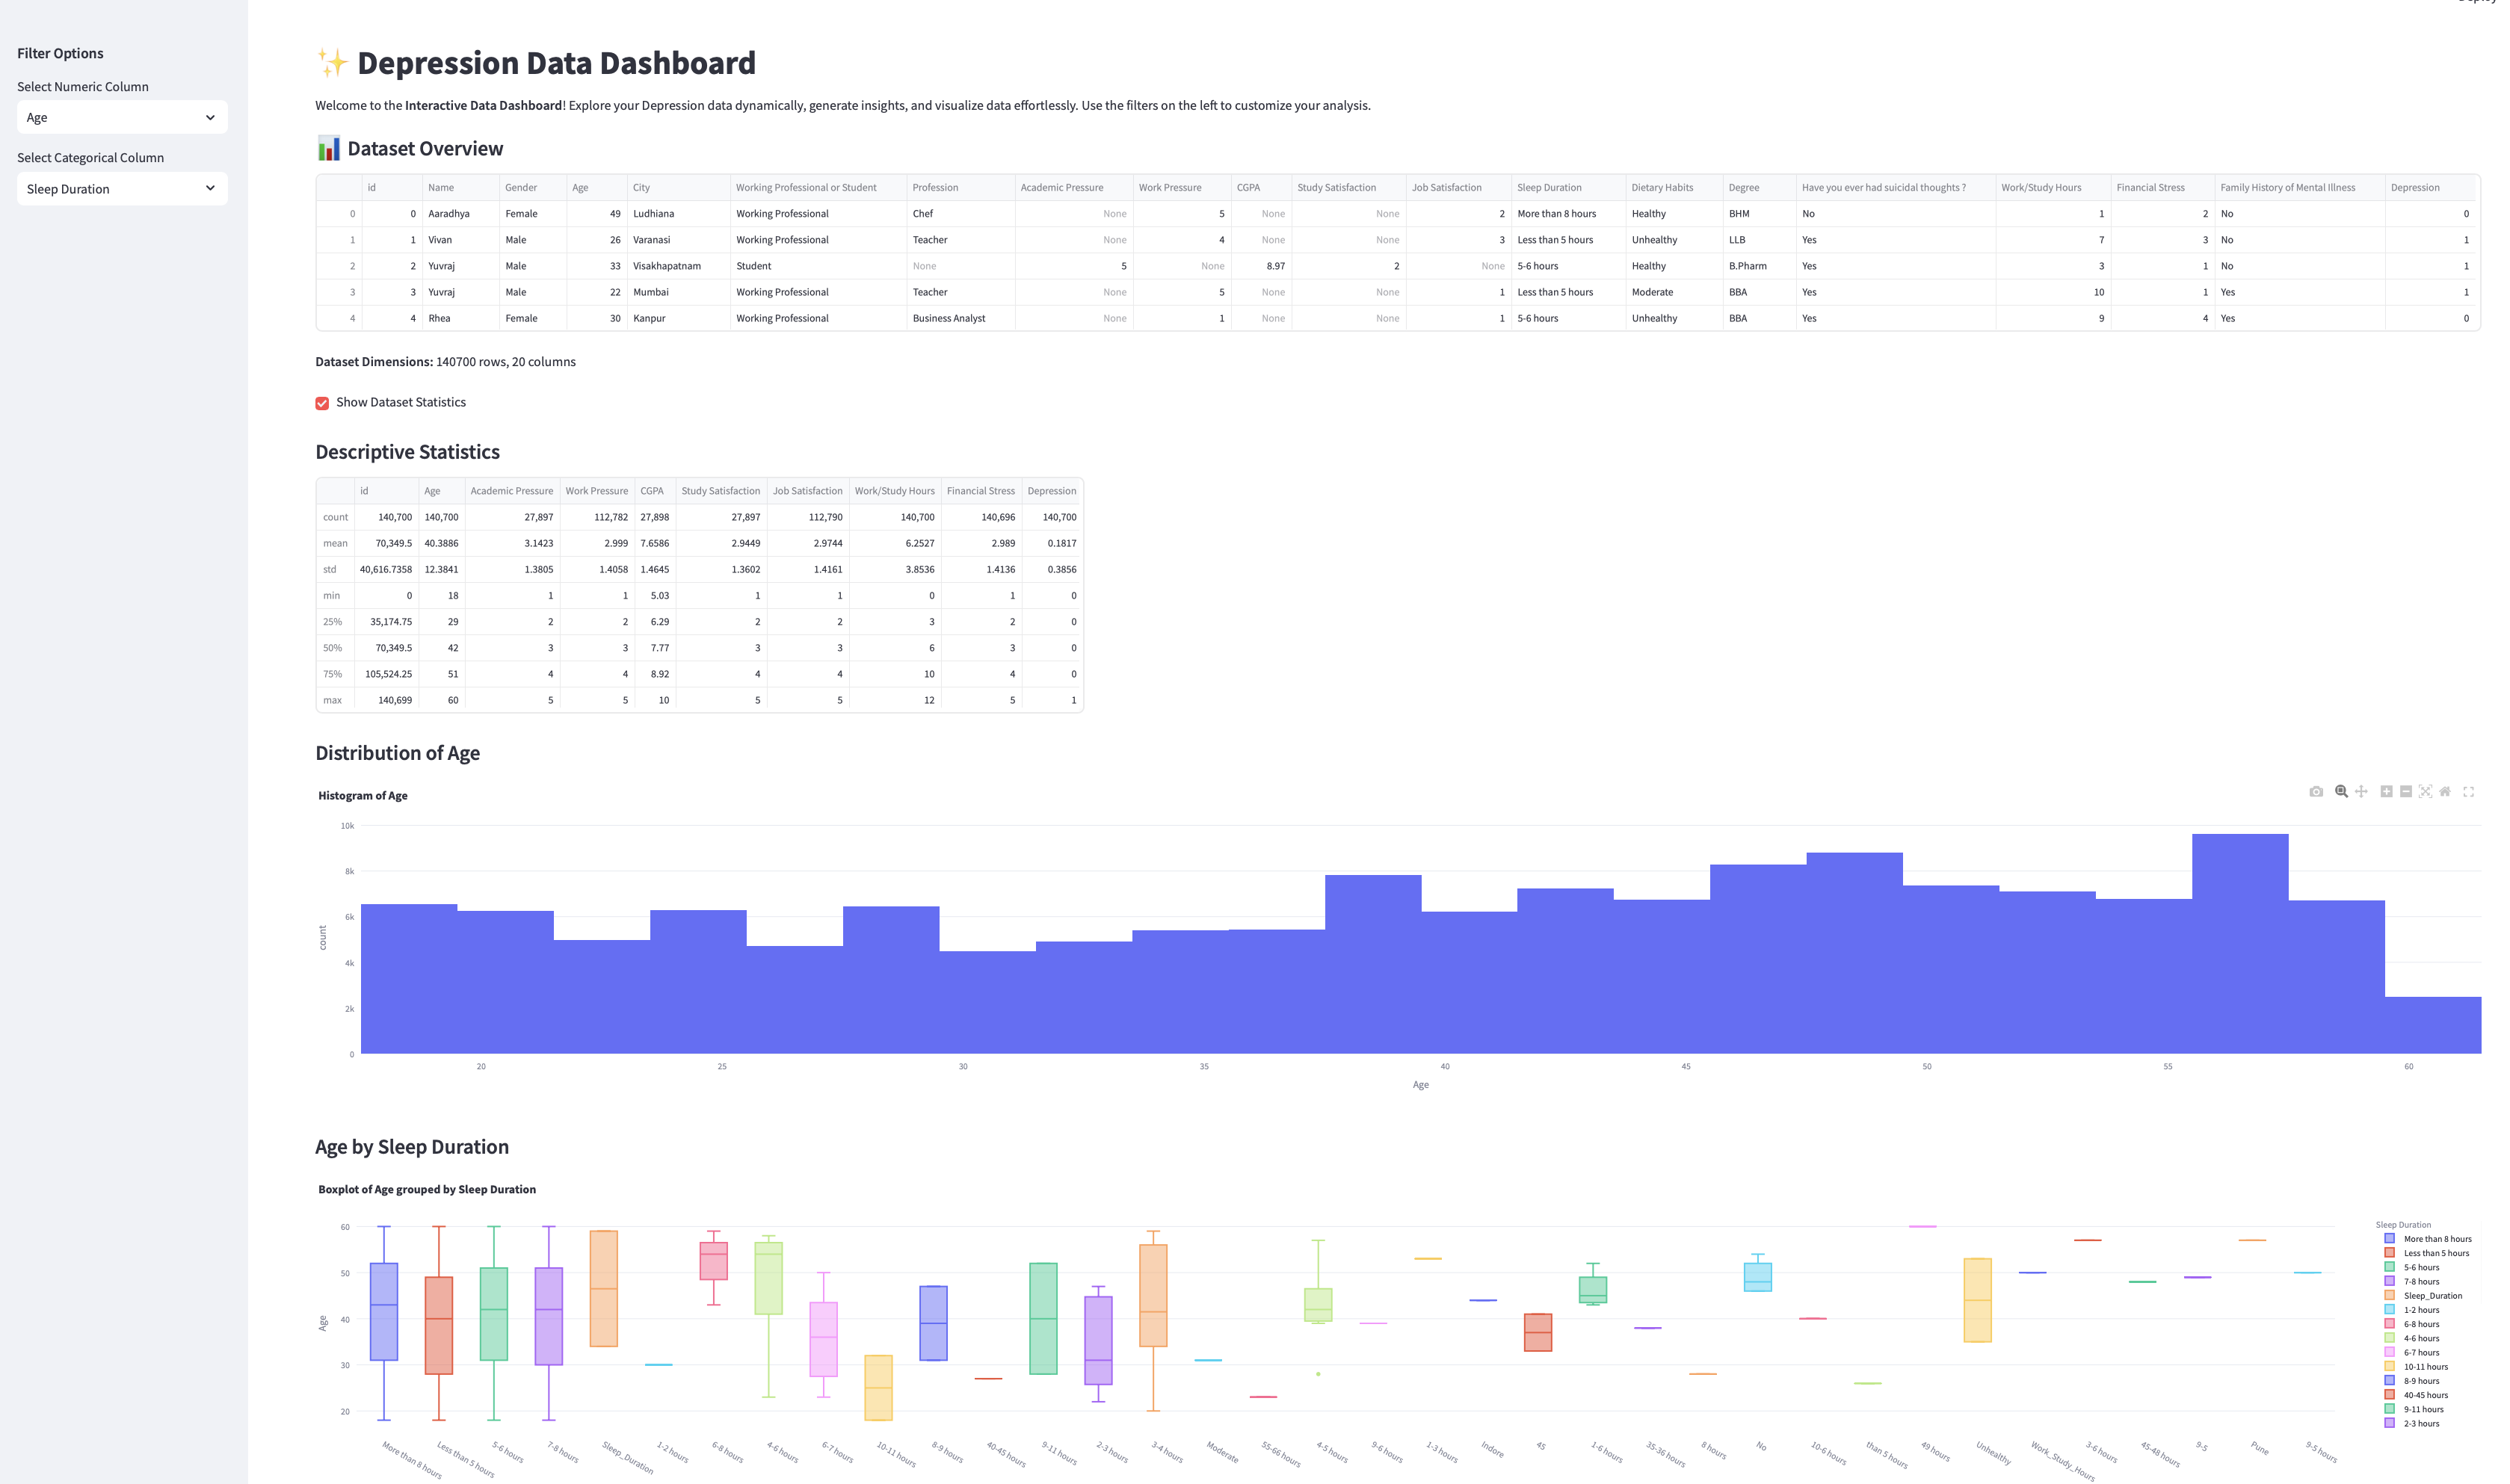 Filter Options
Select Numeric Column
Age
Select Categorical Column
Sleep Duration
✨ Depression Data Dashboard
Welcome to the Interactive Data Dashboard! Explore your Depression data dynamically, generate insights, and visualize data effortlessly. Use the filters on the left to customize your analysis.
📊 Dataset Overview
id Name Gender Age City Working Professional or Student Profession Academic Pressure Work Pressure CGPA Study Satisfaction Job Satisfaction Sleep Duration Dietary Habits Degree Have you ever had suicidal thoughts ? Work/Study Hours Financial Stress Family History of Mental Illness Depression
0 0 Aaradhya Female 49 Ludhiana Working Professional Chef None 5 None None 2 More than 8 hours Healthy BHM No 1 2 No 0
1 1 Vivan Male 26 Varanasi Working Professional Teacher None 4 None None 3 Less than 5 hours Unhealthy LLB Yes 7 3 No 1
2 2 Yuvraj Male 33 Visakhapatnam Student None 5 None 8.97 2 None 5-6 hours Healthy B.Pharm Yes 3 1 No 1
3 3 Yuvraj Male 22 Mumbai Working Professional Teacher None 5 None None 1 Less than 5 hours Moderate BBA Yes 10 1 Yes 1
4 4 Rhea Female 30 Kanpur Working Professional Business Analyst None 1 None None 1 5-6 hours Unhealthy BBA Yes 9 4 Yes 0
Dataset Dimensions: 140700 rows, 20 columns
Show Dataset Statistics
Descriptive Statistics
id Age Academic Pressure Work Pressure CGPA Study Satisfaction Job Satisfaction Work/Study Hours Financial Stress Depression
count 140,700 140,700 27,897 112,782 27,898 27,897 112,790 140,700 140,696 140,700
mean 70,349.5 40.3886 3.1423 2.999 7.6586 2.9449 2.9744 6.2527 2.989 0.1817
std 40,616.7358 12.3841 1.3805 1.4058 1.4645 1.3602 1.4161 3.8536 1.4136 0.3856
min 0 18 1 1 5.03 1 1 0 1 0
25% 35,174.75 29 2 2 6.29 2 2 3 2 0
50% 70,349.5 42 3 3 7.77 3 3 6 3 0
75% 105,524.25 51 4 4 8.92 4 4 10 4 0
max 140,699 60 5 5 10 5 5 12 5 1
Distribution of Age
Histogram of Age
10k
8k
6k
4k
2k
0
count
20 25 30 35 40 45 50 55 60
Age
Age by Sleep Duration
Boxplot of Age grouped by Sleep Duration
60
50
40
30
20
Age
More than 8 hours Less than 5 hours 5-6 hours 7-8 hours Sleep_Duration 1-2 hours 6-8 hours 4-6 hours 6-7 hours 10-11 hours 8-9 hours 40-45 hours 9-11 hours 2-3 hours 3-4 hours Moderate 55-66 hours 4-5 hours 9-6 hours 1-3 hours Indore 45 1-6 hours 35-36 hours 8 hours No 10-6 hours than 5 hours 49 hours Unhealthy Work_Study_Hours 3-6 hours 45-48 hours 9-5 Pune 9-5 hours
Sleep Duration
More than 8 hours
Less than 5 hours
5-6 hours
7-8 hours
Sleep_Duration
1-2 hours
6-8 hours
4-6 hours
6-7 hours
10-11 hours
8-9 hours
40-45 hours
9-11 hours
2-3 hours